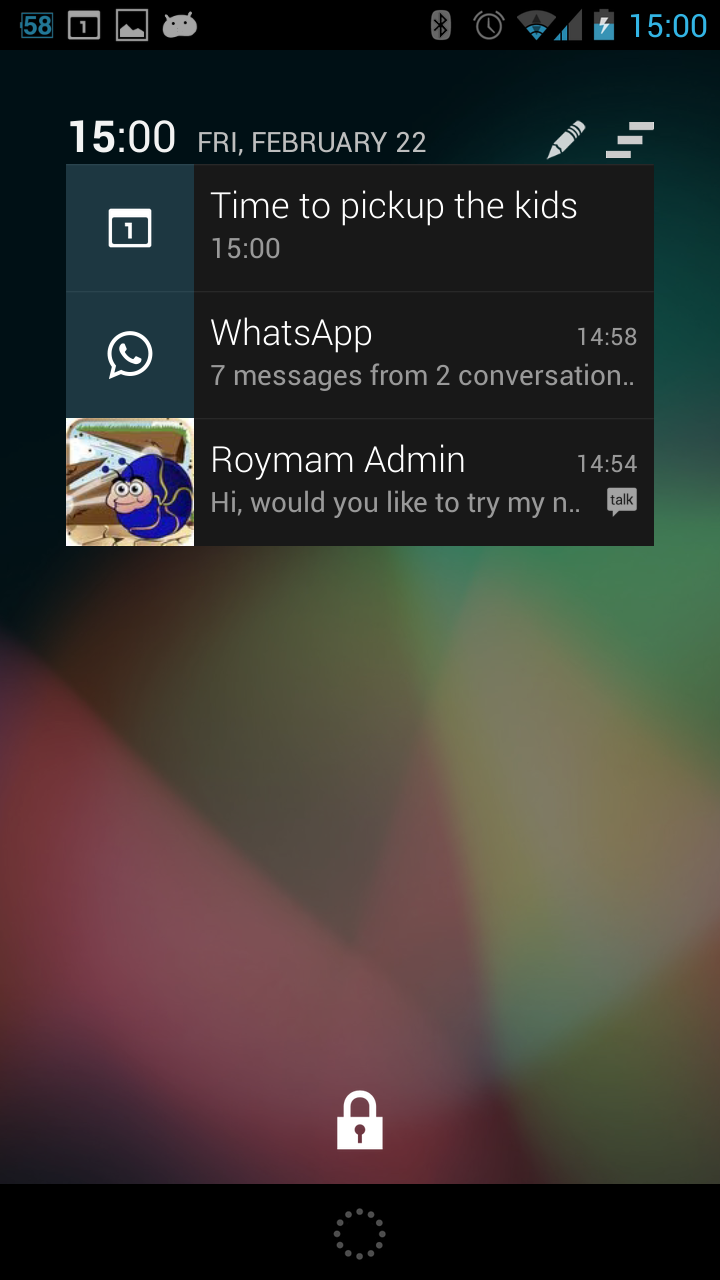 58 1 15:00
15:00 FRI, FEBRUARY 22
1
Time to pickup the kids
15:00
WhatsApp 14:58
7 messages from 2 conversation..
Roymam Admin 14:54
Hi, would you like to try my n.. talk